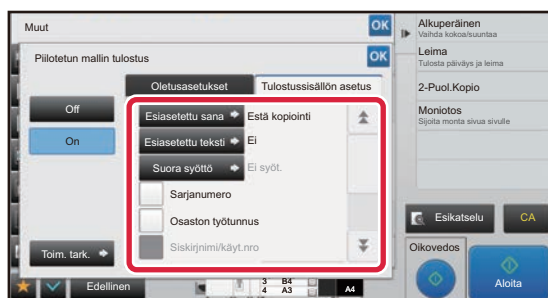 Muut
OK
Piilotetun mallin tulostus
OK
Oletusasetukset
Tulostussisällön asetus
Off
On
Esiasetettu sana
Estä kopiointi
Esiasetettu teksti
Ei
Suora syöttö
Ei syöt.
Sarjanumero
Osaston työtunnus
Siskirjnimi/käyt.nro
Toim. tark.
Edellinen
3 B4
4 A3
A4
Alkuperäinen
Vaihda kokoa/suuntaa
Leima
Tulosta päiväys ja leima
2-Puol.Kopio
Moniotos
Sijoita monta sivua sivulle
Esikatselu
CA
Oikovedos
Aloita